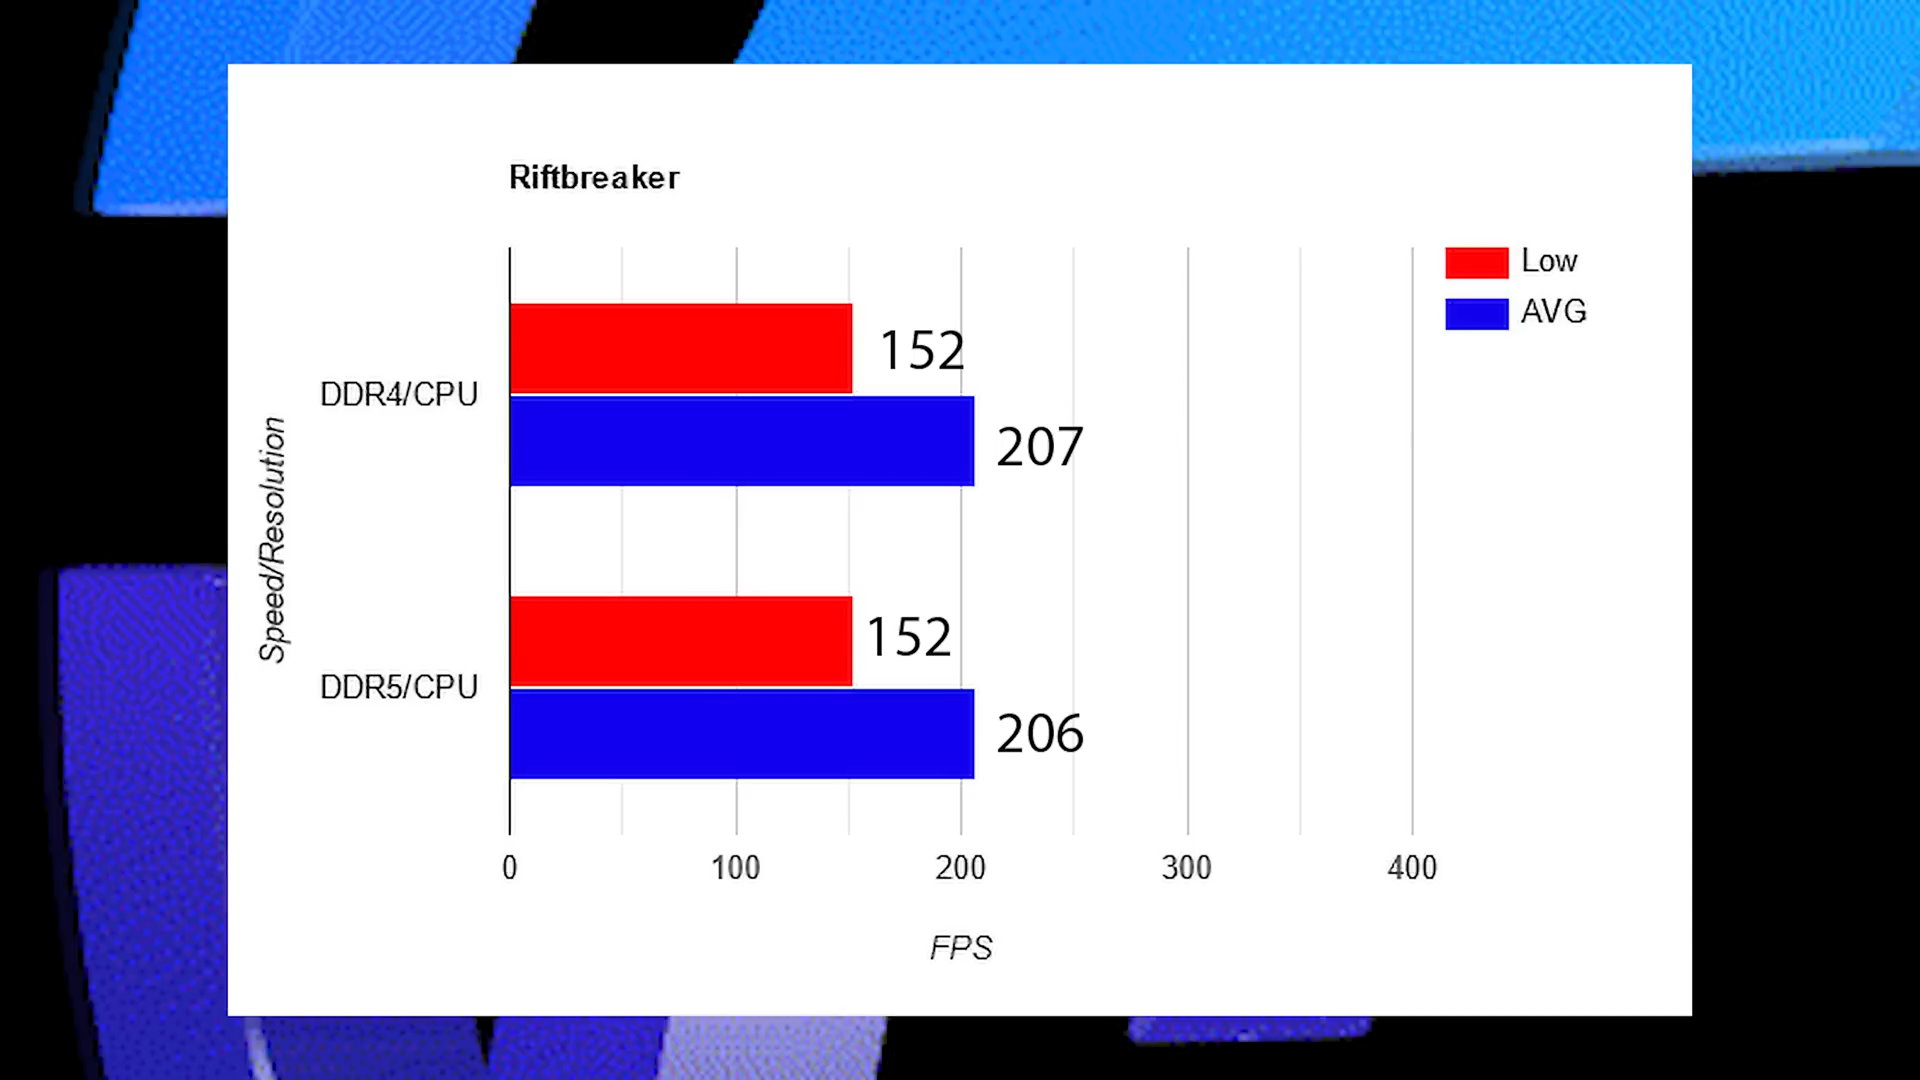 Riftbreaker
Low
AVG
152
DDR4/CPU
207
Speed/Resolution
152
DDR5/CPU
206
0 100 200 300 400
FPS